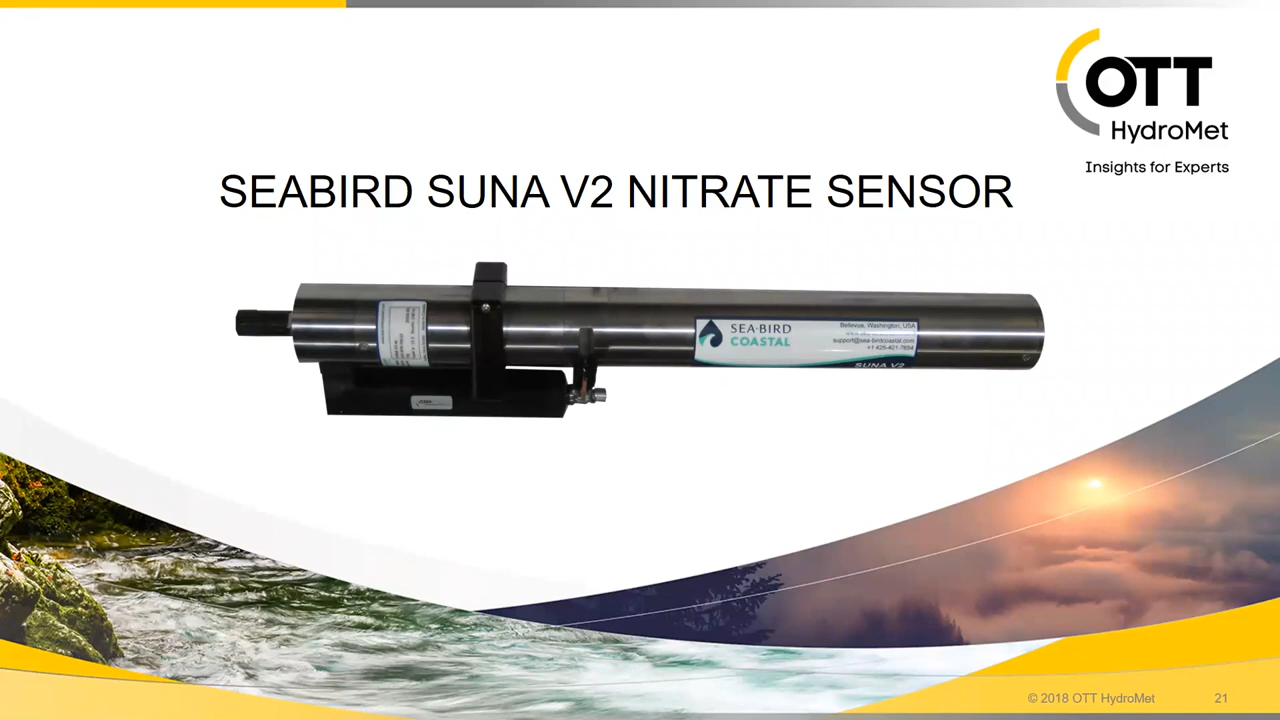 OTT
HydroMet
Insights for Experts
SEABIRD SUNA V2 NITRATE SENSOR
SEA·BIRD
COASTAL
Bellevue, Washington, USA
support@sea-birdcoastal.com
+1 425-401-7654
SUNA V2
© 2018 OTT HydroMet
21